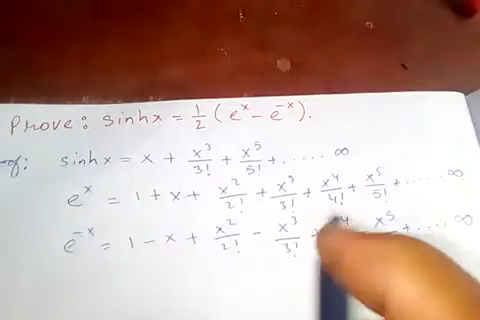 Prove: sinhx = 1/2 (e^x - e^-x).
sinhx = x + x^3/3! + x^5/5! + ...... ∞
e^x = 1 + x + x^2/2! + x^3/3! + x^4/4! + x^5/5! + ...... ∞
e^-x = 1 - x + x^2/2! - x^3/3! x^5 + ..... ∞